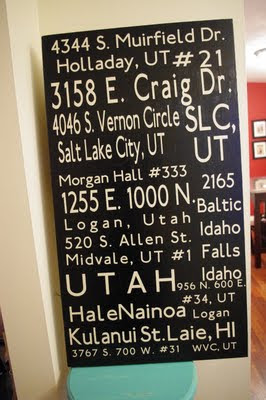 4344 S. Muirfield Dr.
Holladay, UT #21
3158 E. Craig Dr.
4046 S. Vernon Circle SLC,
Salt Lake City, UT UT
Morgan Hall #333 2165
1255 E. 1000 N. Baltic
Logan, Utah Idaho
520 S. Allen St. Falls
Midvale, UT #1 Idaho
UTAH 956 N. 600 E.
#34, UT
HaleNainoa Logan
Kulanui St. Laie, HI
3767 S. 700 W. #31 WVC, UT